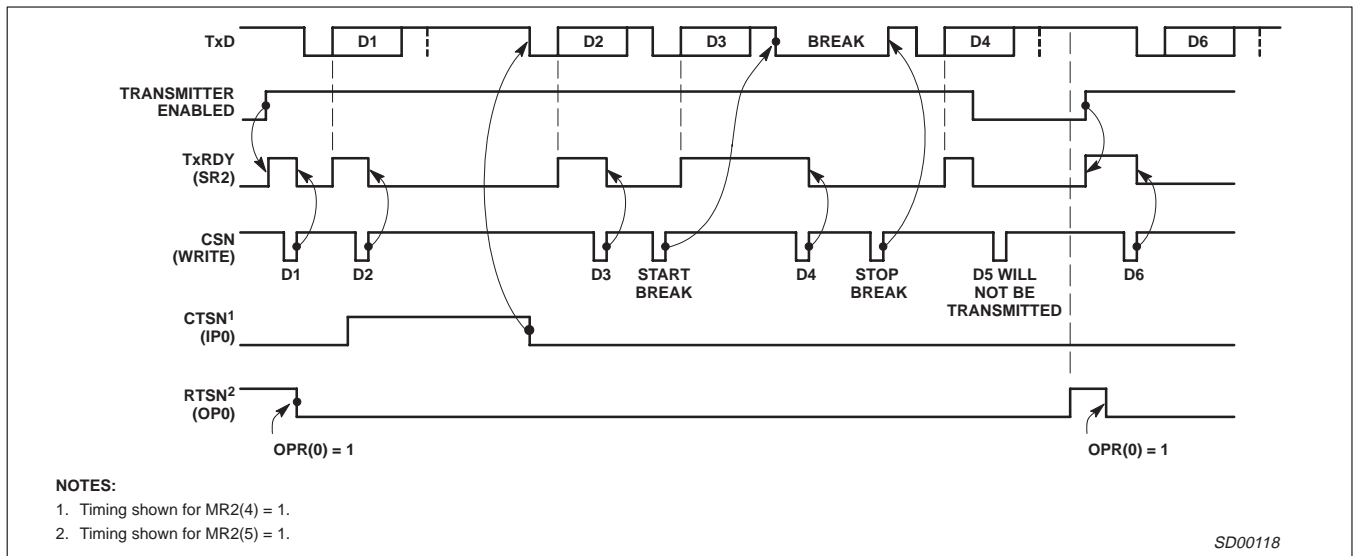 TxD
D1
D2
D3
BREAK
D4
D6
TRANSMITTER
ENABLED
TxRDY
(SR2)
CSN
(WRITE)
D1
D2
D3
START
BREAK
D4
STOP
BREAK
D5 WILL
NOT BE
TRANSMITTED
D6
CTSN1
(IP0)
RTSN2
(OP0)
OPR(0) = 1
OPR(0) = 1
NOTES:
1. Timing shown for MR2(4) = 1.
2. Timing shown for MR2(5) = 1.
SD00118